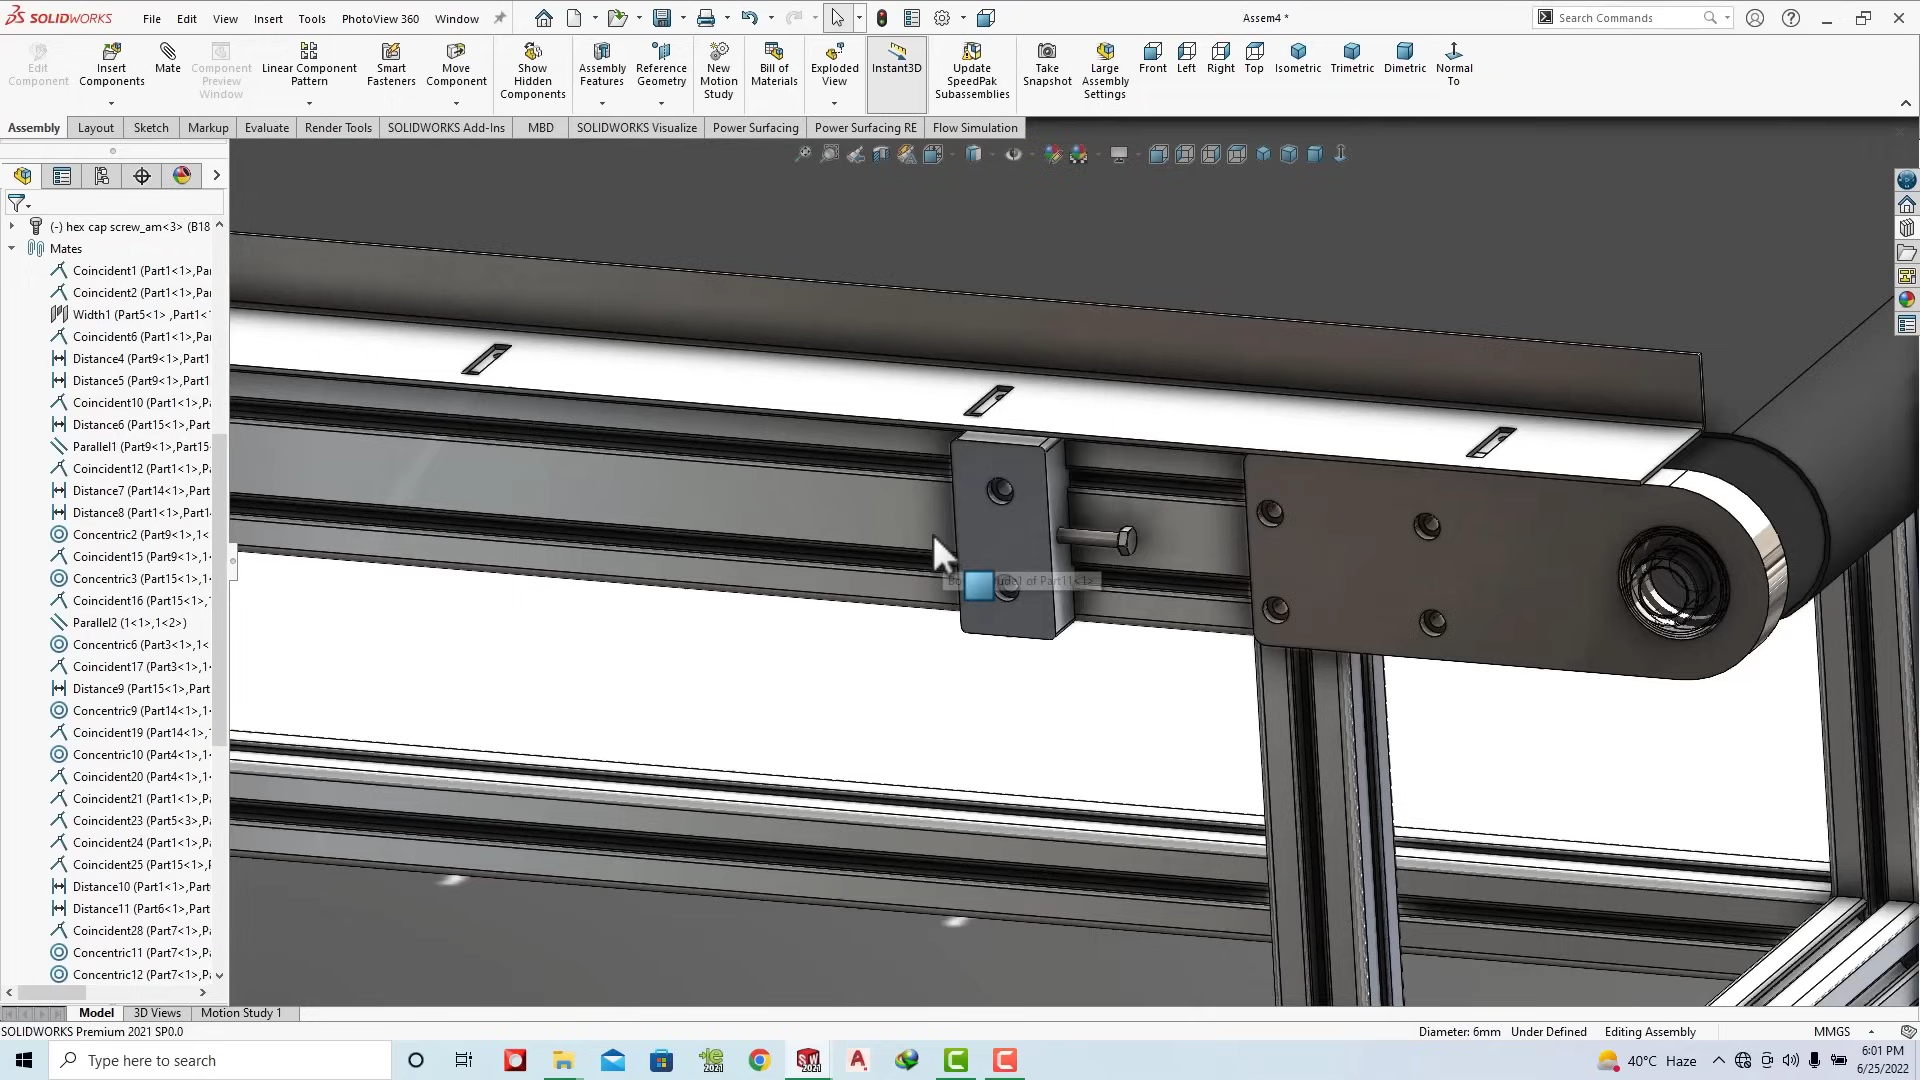 SOLIDWORKS File Edit View Insert Tools PhotoView 360 Window Assem4 * Search Commands
Edit Component
Insert Components
Mate
Component Preview Window
Linear Component Pattern
Smart Fasteners
Move Component
Show Hidden Components
Assembly Features
Reference Geometry
New Motion Study
Bill of Materials
Exploded View
Instant3D
Update SpeedPak Subassemblies
Take Snapshot
Large Assembly Settings
Front
Left
Right
Top
Isometric
Trimetric
Dimetric
Normal To
Assembly Layout Sketch Markup Evaluate Render Tools SOLIDWORKS Add-Ins MBD SOLIDWORKS Visualize Power Surfacing Power Surfacing RE Flow Simulation
(-) hex cap screw_am<3> (B18
Mates
Coincident1 (Part1<1>,Pa
Coincident2 (Part1<1>,Pa
Width1 (Part5<1> ,Part1<
Coincident6 (Part1<1>,Pa
Distance4 (Part9<1>,Part1
Distance5 (Part9<1>,Part1
Coincident10 (Part1<1>,Pa
Distance6 (Part15<1>,Part
Parallel1 (Part9<1>,Part15
Coincident12 (Part1<1>,Pa
Distance7 (Part14<1>,Part
Distance8 (Part1<1>,Part1
Concentric2 (Part9<1>,1<
Coincident15 (Part9<1>,1
Concentric3 (Part15<1>,1
Coincident16 (Part15<1>,
Parallel2 (1<1>,1<2>)
Concentric6 (Part3<1>,1<
Coincident17 (Part3<1>,1
Distance9 (Part15<1>,Part
Concentric9 (Part14<1>,1
Coincident19 (Part14<1>,
Concentric10 (Part4<1>,1
Coincident20 (Part4<1>,1
Coincident21 (Part1<1>,Pa
Coincident23 (Part5<3>,P
Coincident24 (Part1<1>,P
Coincident25 (Part15<1>,
Distance10 (Part1<1>,Part
Distance11 (Part6<1>,Part
Coincident28 (Part7<1>,P
Concentric11 (Part7<1>,P
Concentric12 (Part7<1>,P
of Part11<1>
Model 3D Views Motion Study 1
SOLIDWORKS Premium 2021 SP0.0 Diameter: 6mm Under Defined Editing Assembly MMGS
Type here to search 40°C Haze 6:01 PM
6/25/2022